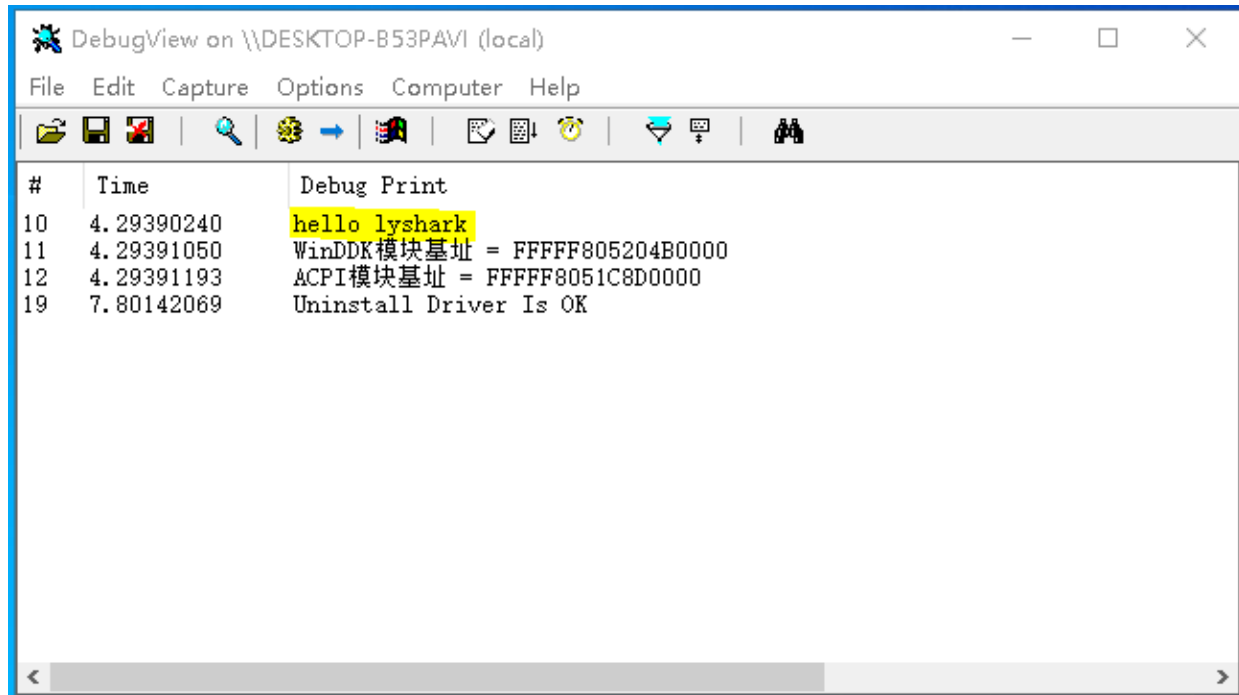 DebugView on \\DESKTOP-B53PAVI (local)
File Edit Capture Options Computer Help
# Time Debug Print
10 4.29390240 hello lyshark
11 4.29391050 WinDDK模块基址 = FFFFF805204B0000
12 4.29391193 ACPI模块基址 = FFFFF8051C8D0000
19 7.80142069 Uninstall Driver Is OK